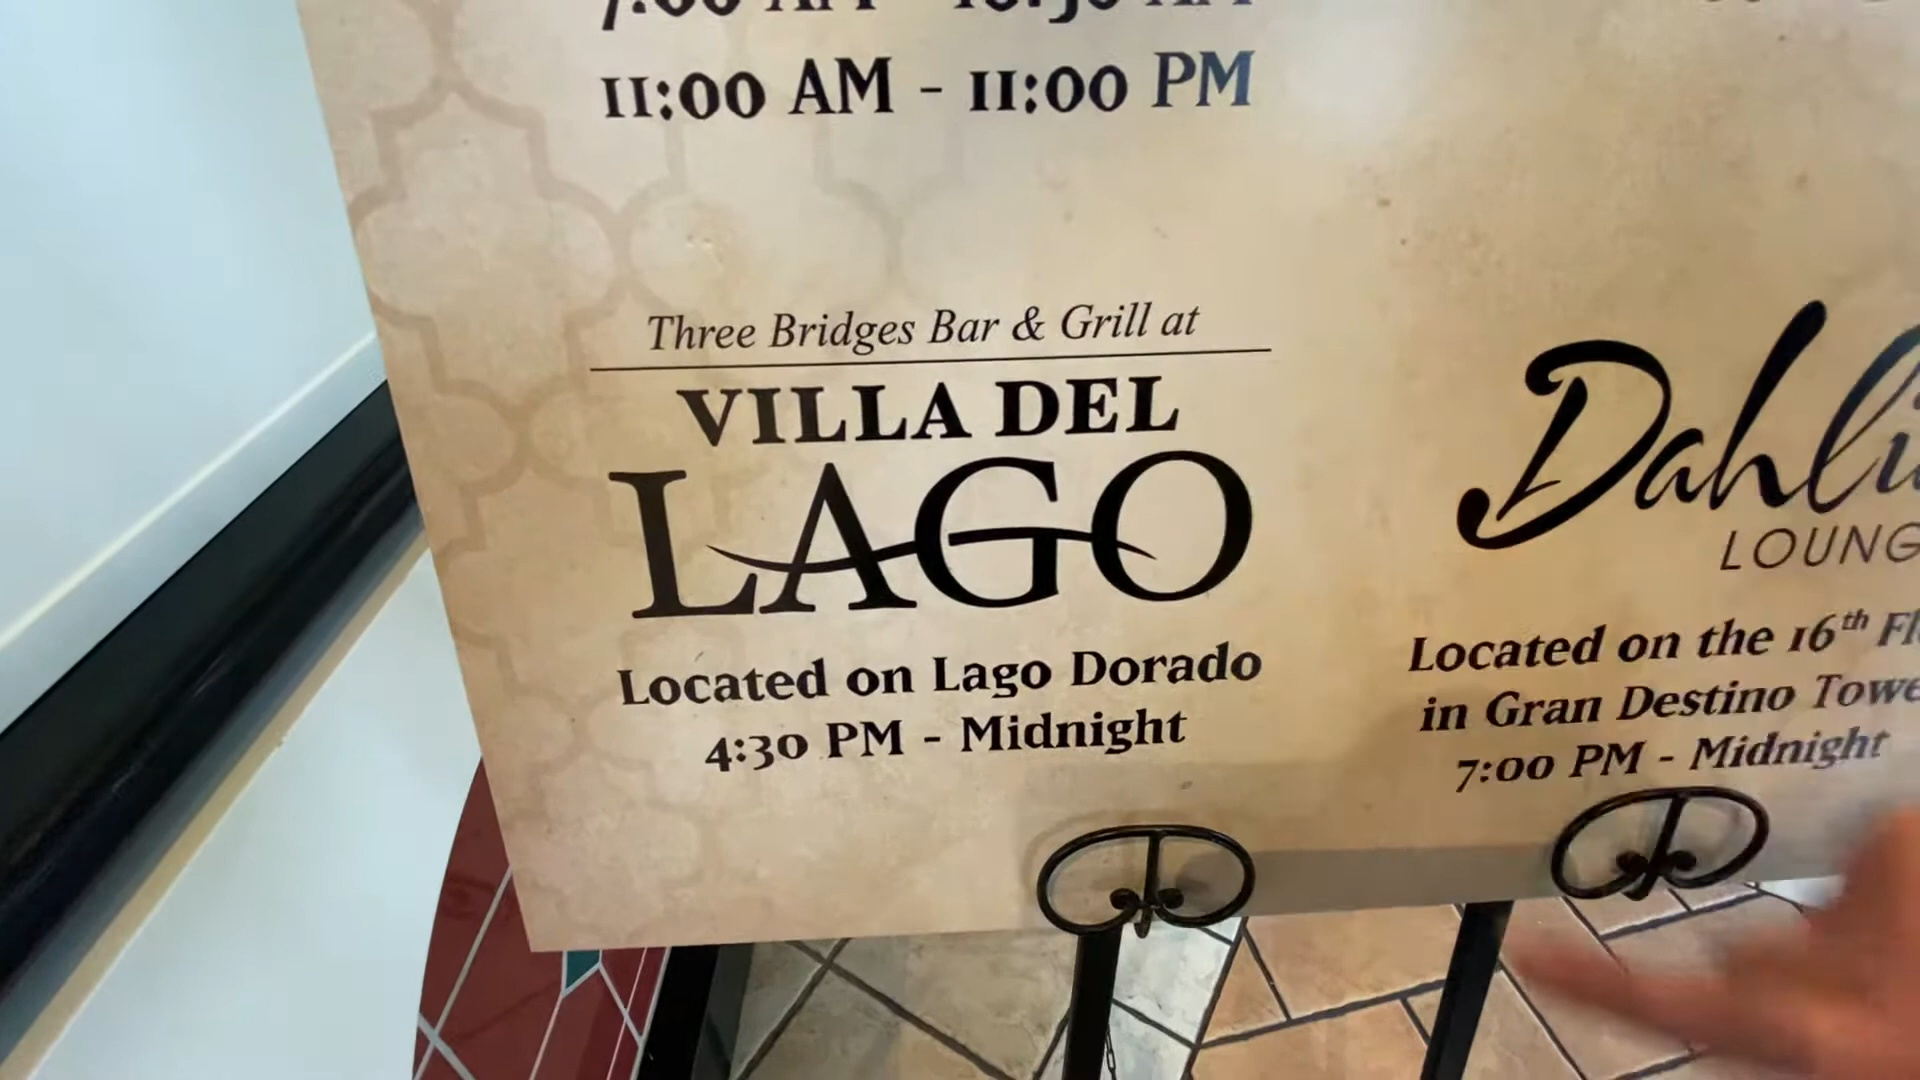 11:00 AM - 11:00 PM
Three Bridges Bar & Grill at
VILLA DEL
LAGO
Located on Lago Dorado
4:30 PM - Midnight
Located on the 16th
in Gran Destino
7:00 PM - Midnight